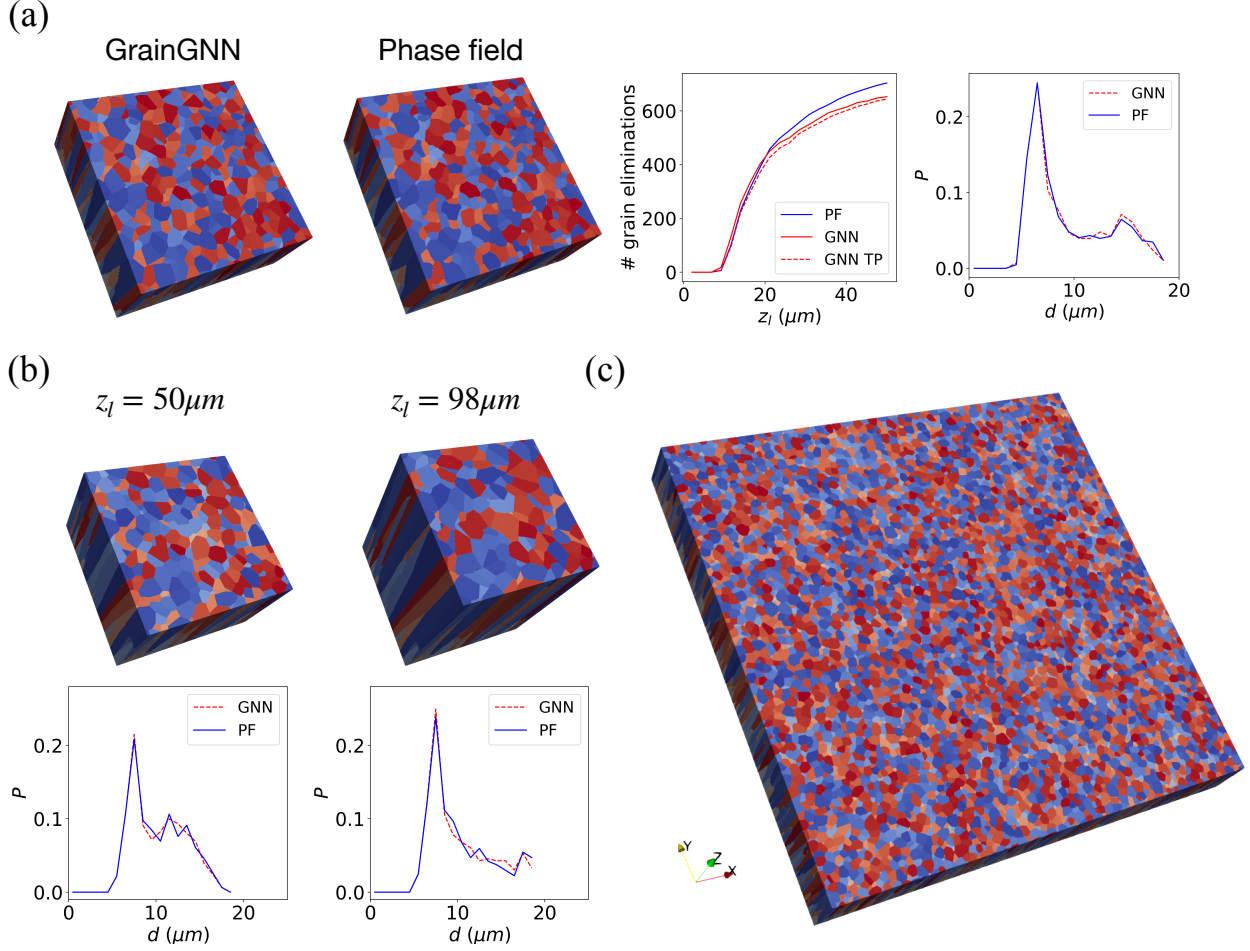 (a)
GrainGNN
Phase field
# grain eliminations
600
400
200
0
PF
GNN
GNN TP
0
20
40
z_l (μm)
P
0.2
0.1
0.0
GNN
PF
0
10
20
d (μm)
(b)
z_l = 50μm
z_l = 98μm
P
0.2
0.1
0.0
GNN
PF
0
10
20
d (μm)
P
0.2
0.1
0.0
GNN
PF
0
10
20
d (μm)
(c)
Y
Z
X